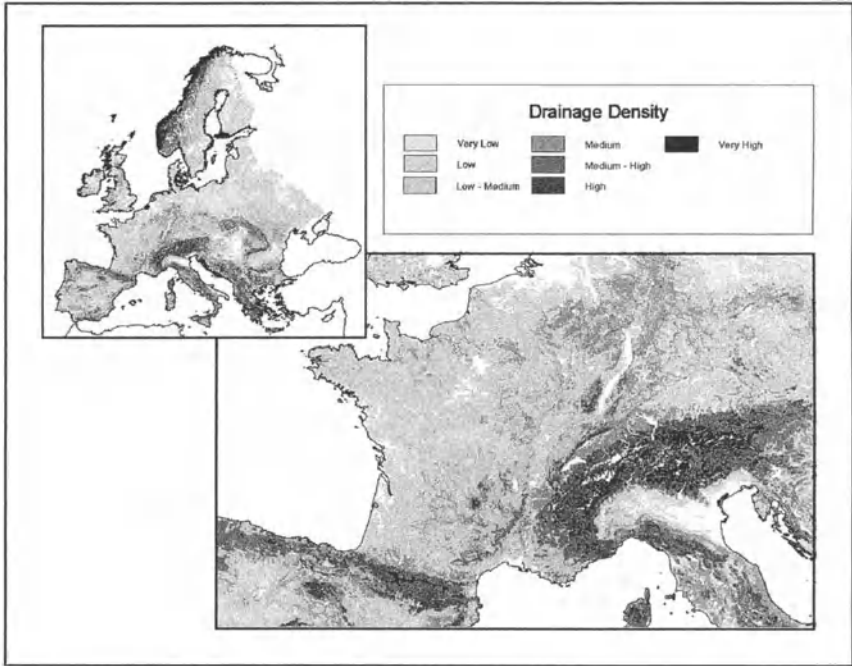 Drainage Density
Very Low
Medium
Very High
Low
Medium - High
Low - Medium
High